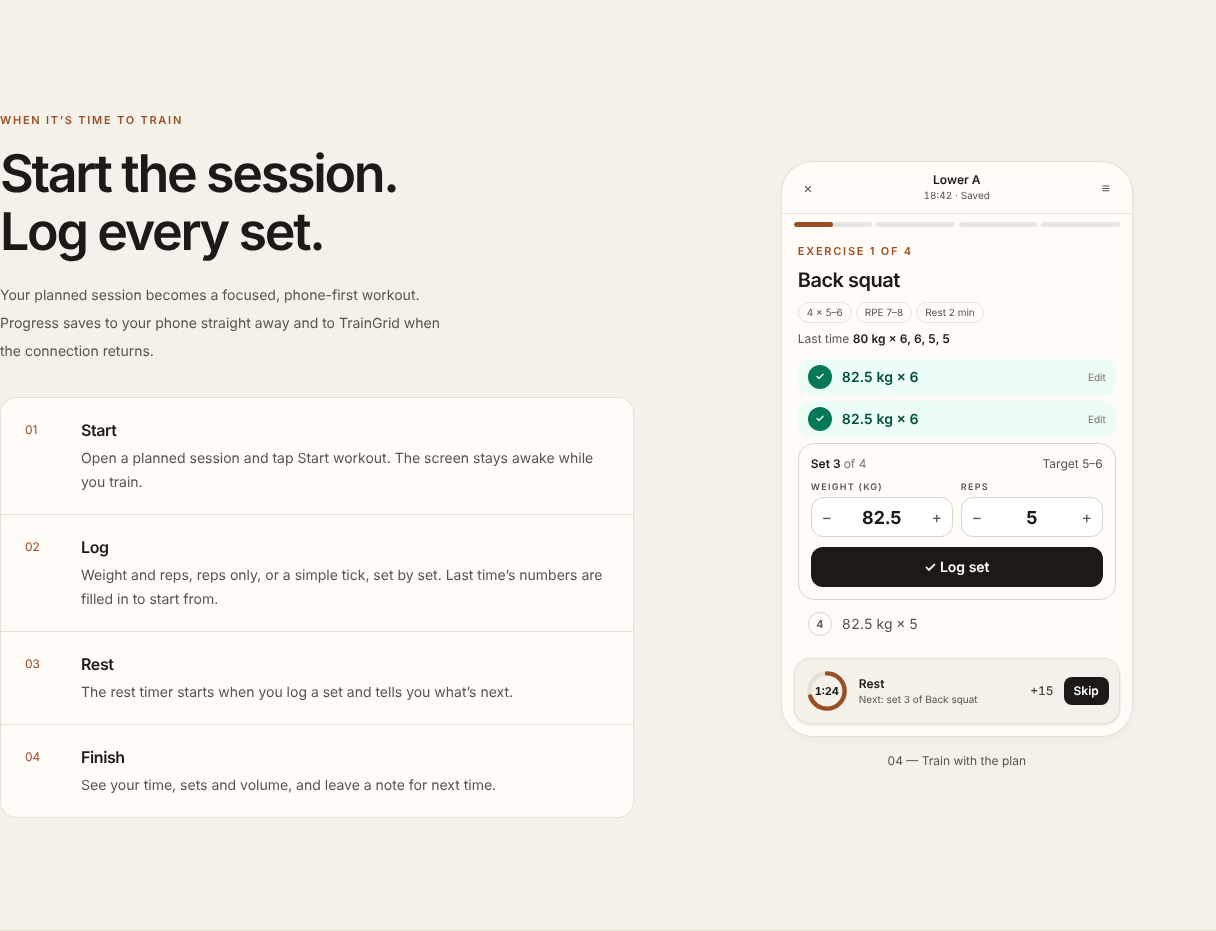 WHEN IT’S TIME TO TRAIN
Start the session.
Log every set.
Your planned session becomes a focused, phone-first workout.
Progress saves to your phone straight away and to TrainGrid when
the connection returns.
01
Start
Open a planned session and tap Start workout. The screen stays awake while
you train.
02
Log
Weight and reps, reps only, or a simple tick, set by set. Last time’s numbers are
filled in to start from.
03
Rest
The rest timer starts when you log a set and tells you what’s next.
04
Finish
See your time, sets and volume, and leave a note for next time.
× Lower A ≡
18:42 · Saved
EXERCISE 1 OF 4
Back squat
4 × 5–6 RPE 7–8 Rest 2 min
Last time 80 kg × 6, 6, 5, 5
✓ 82.5 kg × 6 Edit
✓ 82.5 kg × 6 Edit
Set 3 of 4 Target 5–6
WEIGHT (KG) REPS
− 82.5 + − 5 +
✓ Log set
4 82.5 kg × 5
1:24 Rest +15 Skip
Next: set 3 of Back squat
04 — Train with the plan